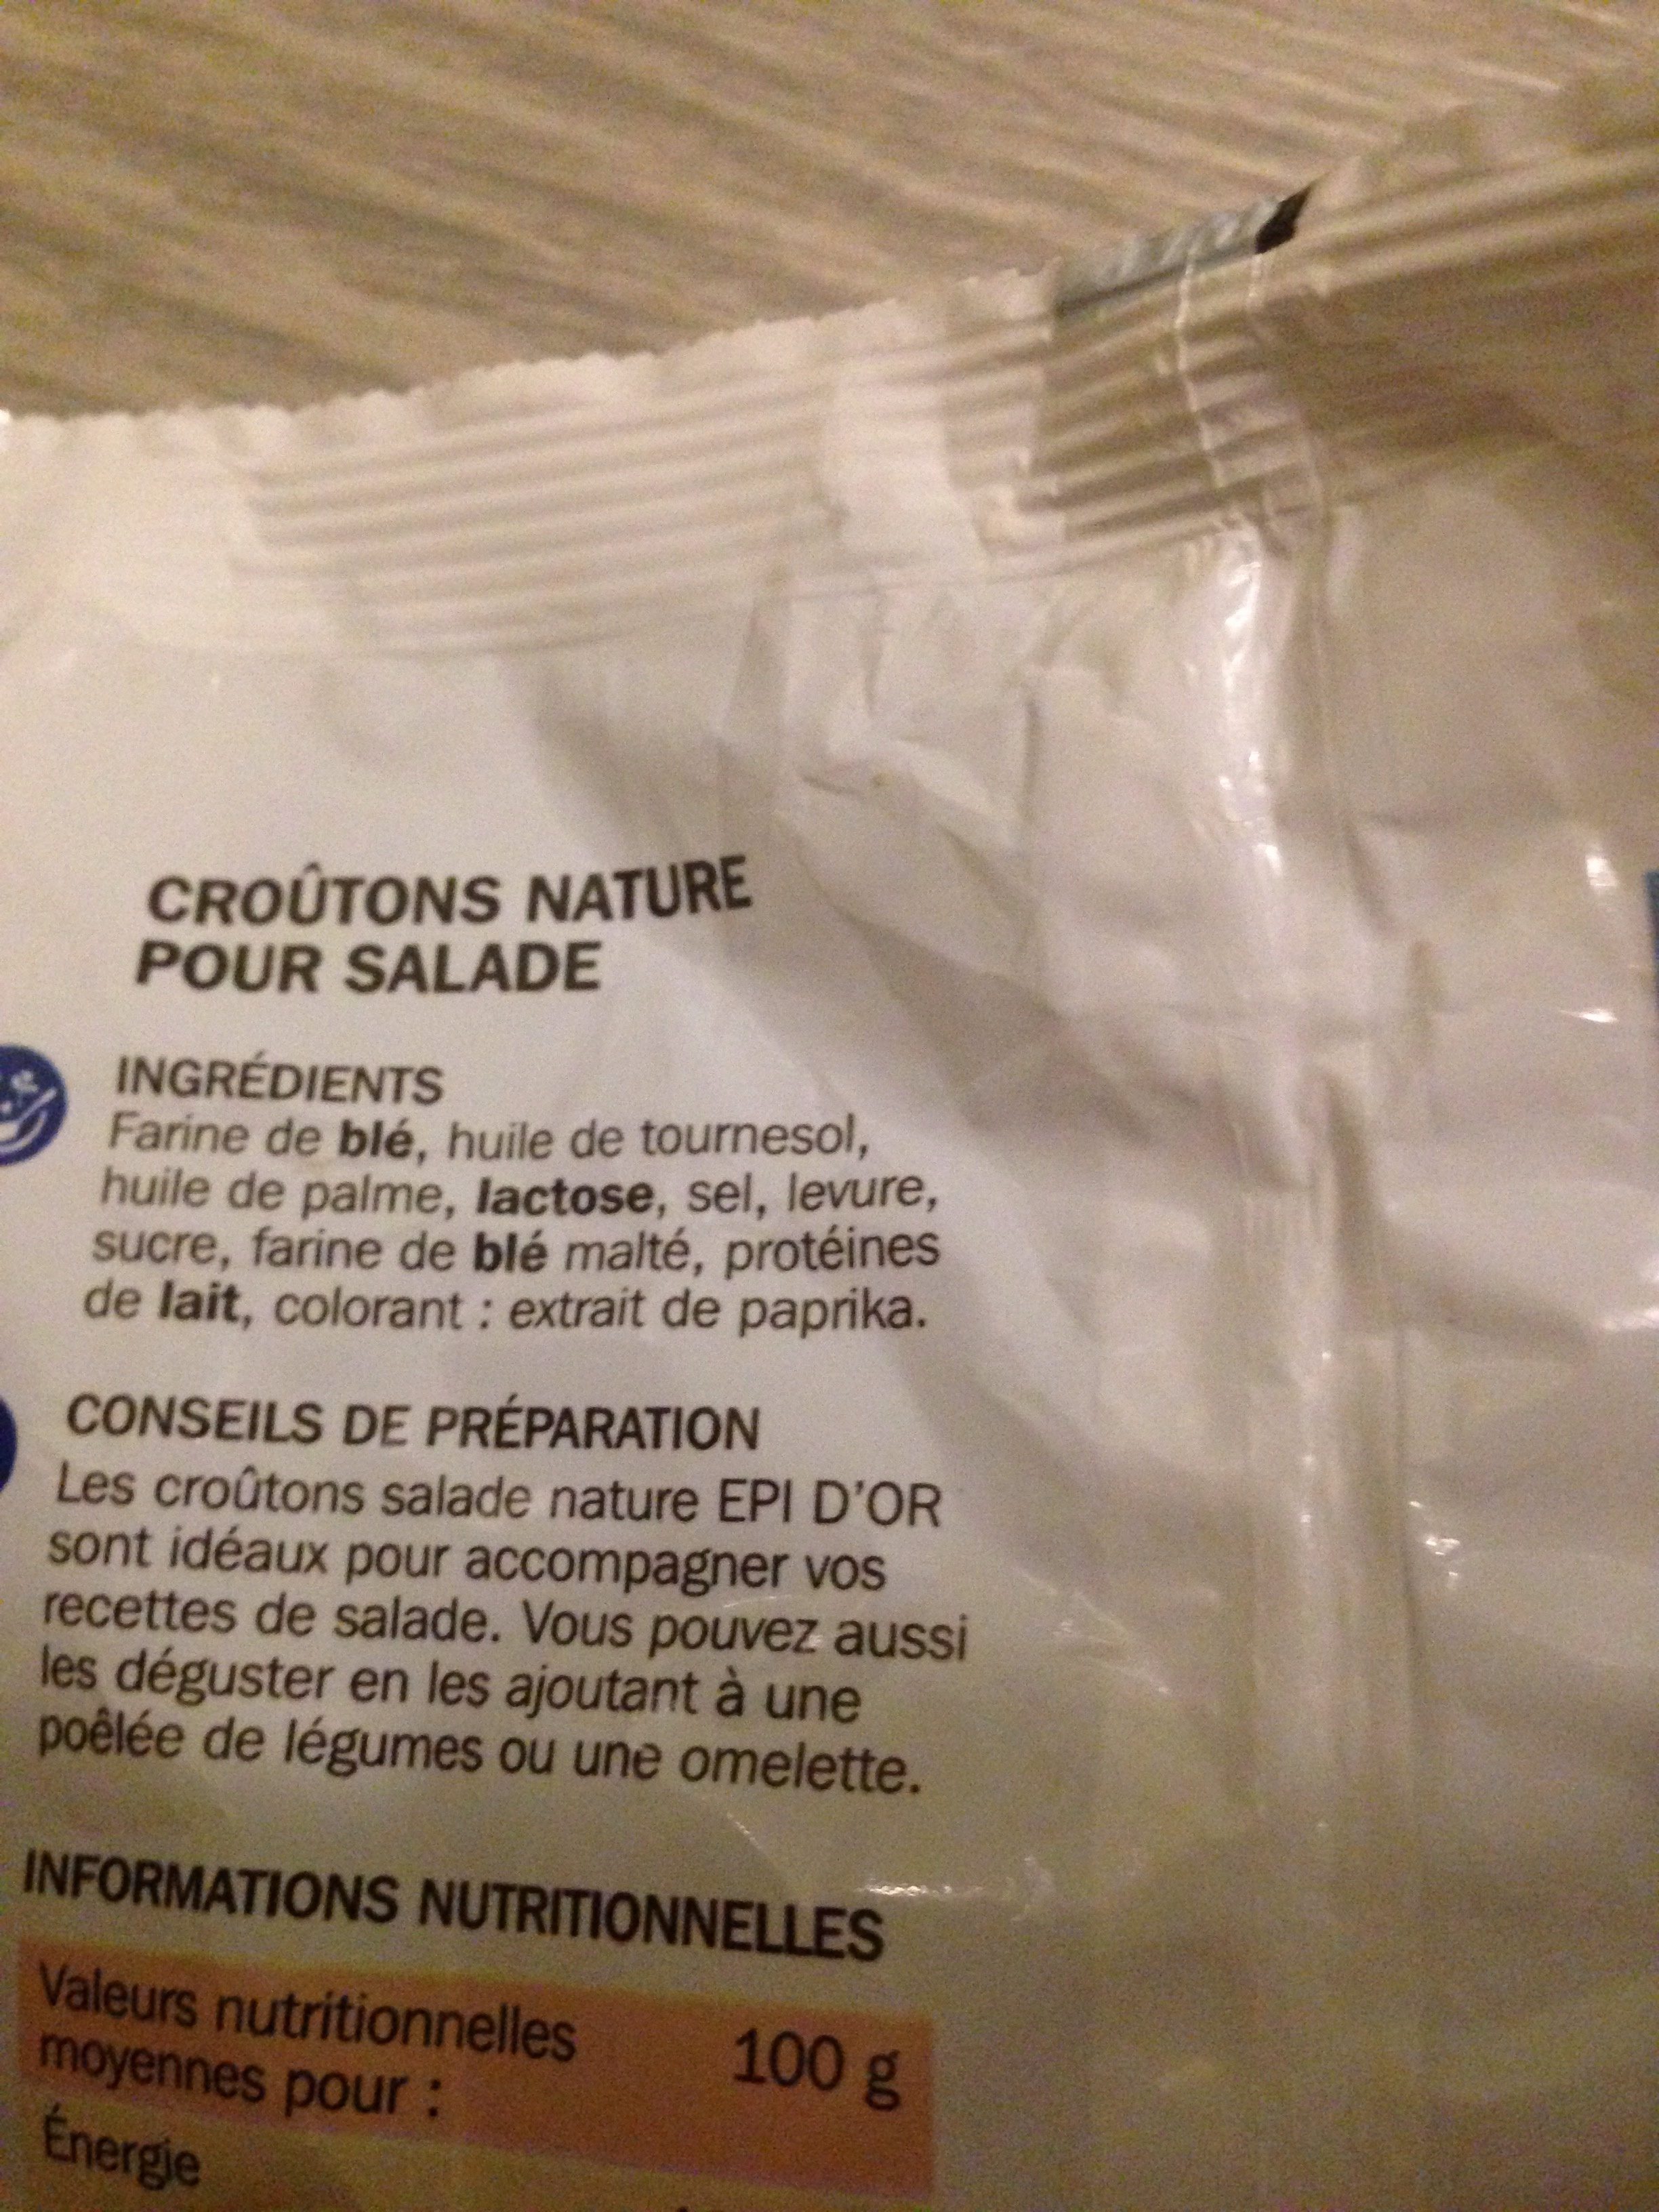 CROÛTONS NATURE
POUR SALADE
INGRÉDIENTS
Farine de blé, huile de tournesol,
huile de palme, lactose, sel, levure,
sucre, farine de blé malté, protéines
de lait, colorant : extrait de paprika.
CONSEILS DE PRÉPARATION
Les croûtons salade nature EPI D'OR
sont idéaux pour accompagner vos
recettes de salade. Vous pouvez aussi
les déguster en les ajoutant à une
poêlée de légumes ou une omelette.
INFORMATIONS NUTRITIONNELLES
Valeurs nutritionnelles
moyennes pour :
100 g
Énergie